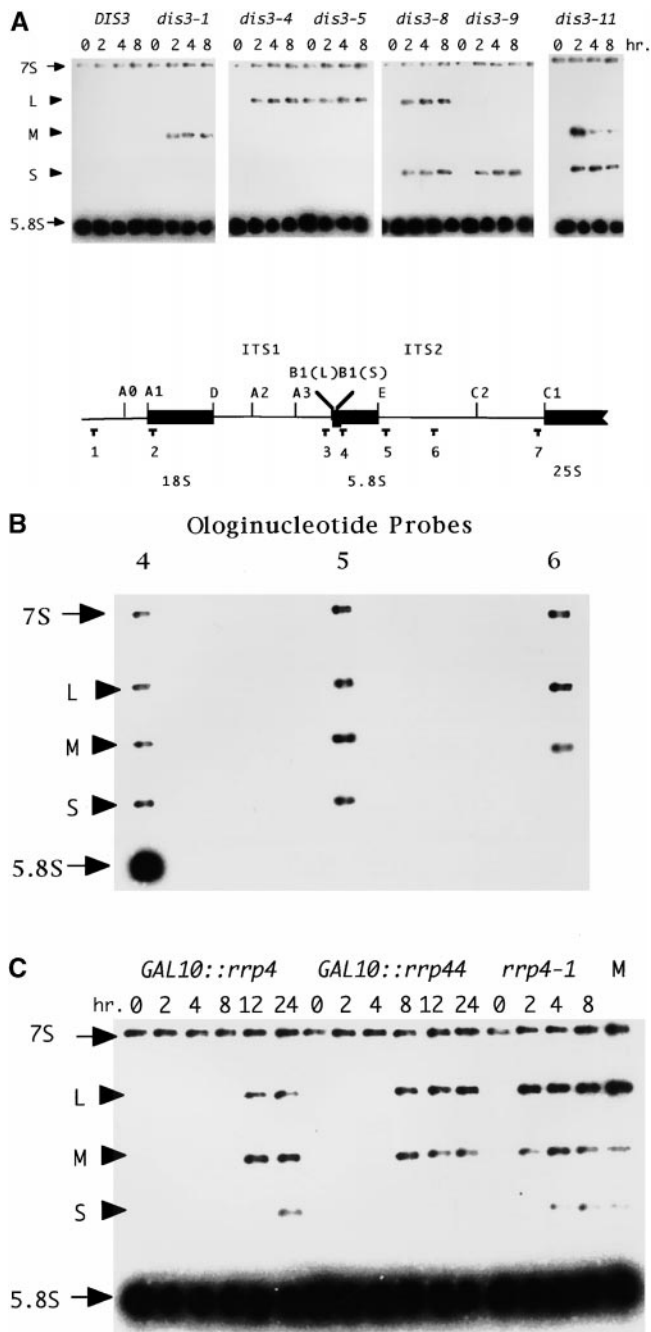 A
DIS3 dis3-1 dis3-4 dis3-5 dis3-8 dis3-9 dis3-11
0 2 4 8 0 2 4 8 0 2 4 8 0 2 4 8 0 2 4 8 0 2 4 8 0 2 4 8 hr.
7S
L
M
S
5.8S
ITS1 ITS2
B1(L) B1(S)
A0 A1 D A2 A3 E C2 C1
1 2 3 4 5 6 7
18S 5.8S 25S
B Ologinucleotide Probes
4 5 6
7S
L
M
S
5.8S
C
GAL10::rrp4 GAL10::rrp44 rrp4-1 M
hr. 0 2 4 8 12 24 0 2 4 8 12 24 0 2 4 8
7S
L
M
S
5.8S